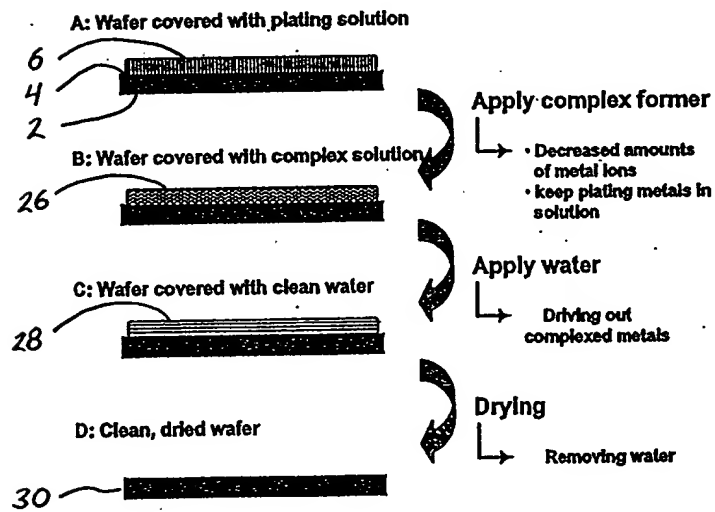 A: Wafer covered with plating solution
6
4
2
Apply complex former
• Decreased amounts
of metal ions
• keep plating metals in
solution
B: Wafer covered with complex solution
26
Apply water
Driving out
complexed metals
C: Wafer covered with clean water
28
Drying
Removing water
D: Clean, dried wafer
30